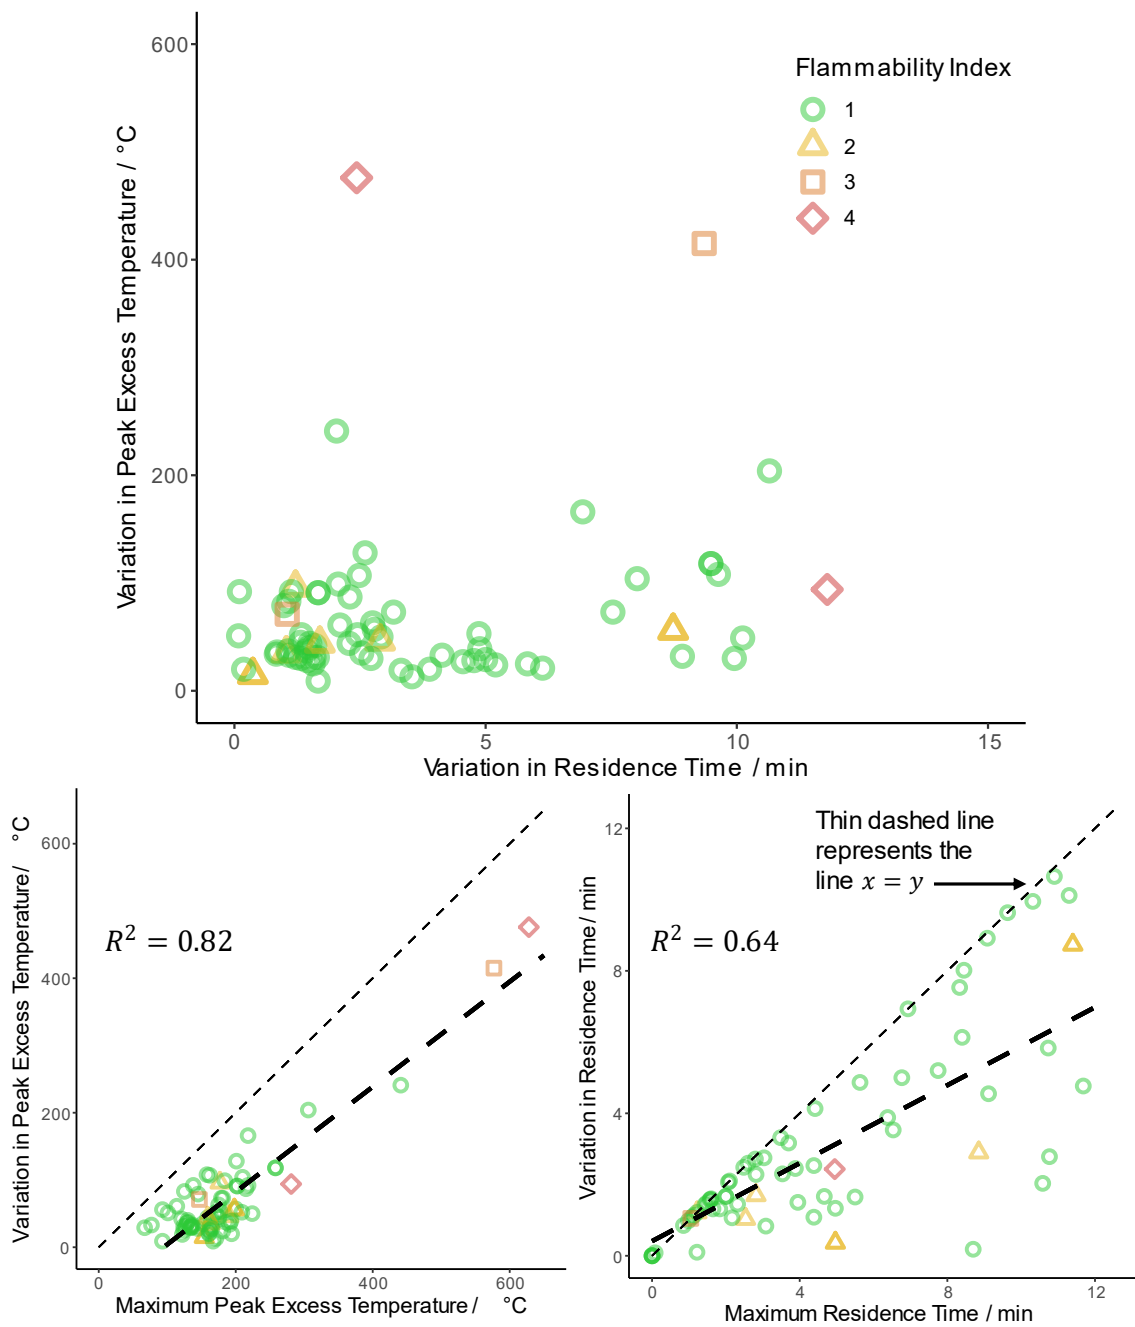 Flammability Index
1
2
3
4
Variation in Peak Excess Temperature / °C
600
400
200
0
0 5 10 15
Variation in Residence Time / min
Variation in Peak Excess Temperature / °C
600
400
200
0
R² = 0.82
0 200 400 600
Maximum Peak Excess Temperature / °C
Variation in Residence Time / min
12
8
4
0
Thin dashed line
represents the
line x = y
R² = 0.64
0 4 8 12
Maximum Residence Time / min